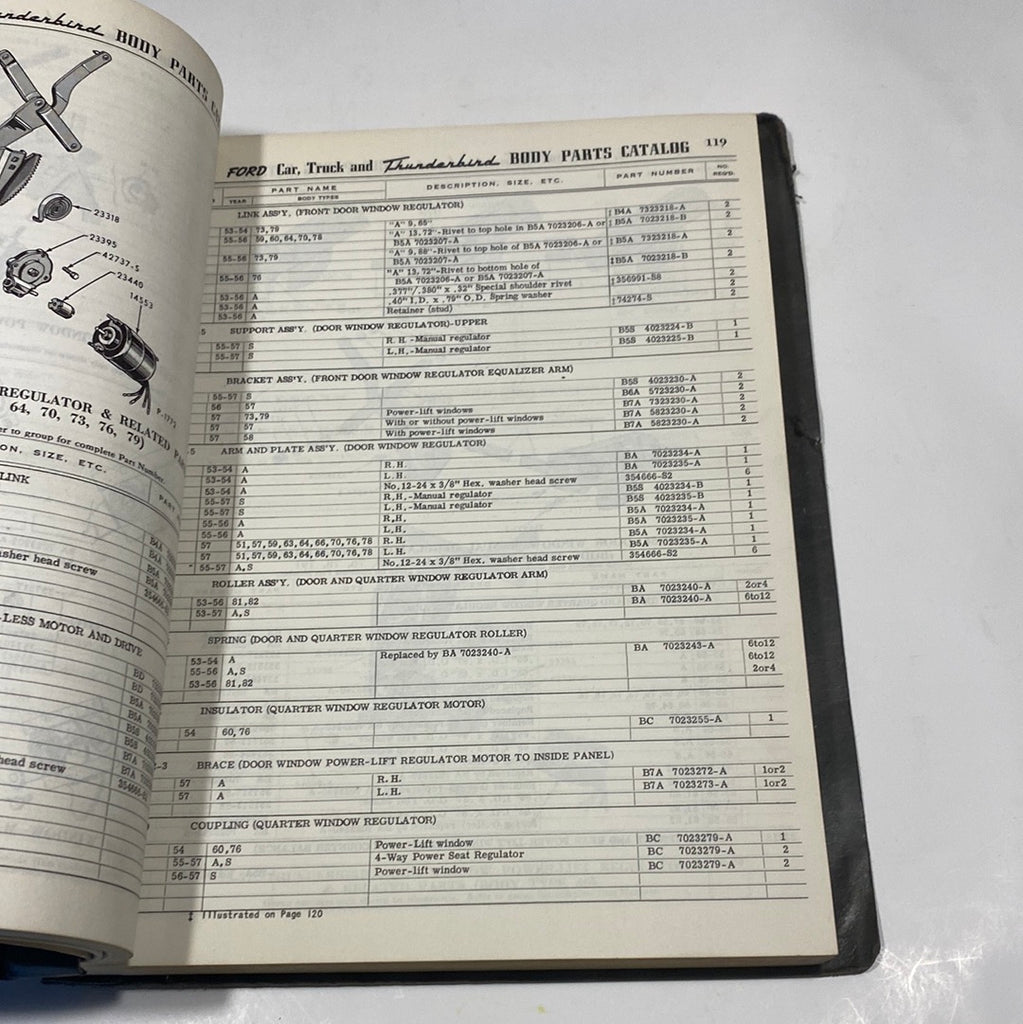 Thunderbird BODY PARTS
23318
23395
42737-S
23440
14553
P-1772
REGULATOR & RELATED
64, 70, 73, 76, 79)
er to group for complete Part Number.
ON, SIZE, ETC.
LINK
asher head screw
-LESS MOTOR AND DRIVE
head screw
FORD Car, Truck and Thunderbird BODY PARTS CATALOG 119
YEAR PART NAME BODY TYPES DESCRIPTION, SIZE, ETC. PART NUMBER NO. REQ'D.
LINK ASS'Y. (FRONT DOOR WINDOW REGULATOR)
53-54 73,79 "A" 9.65" ‡ B4A 7323218-A 2
55-56 59,60,64,70,78 "A" 13.72"-Rivet to top hole in B5A 7023206-A or B5A 7023207-A ‡ B5A 7023218-B 2
55-56 73,79 "A" 9.88"-Rivet to top hole of B5A 7023206-A or B5A 7023207-A ‡ B5A 7323218-A 2
55-56 76 "A" 13.72"-Rivet to bottom hole of B5A 7023206-A or B5A 7023207-A ‡ B5A 7023218-B 2
53-56 A .377"/.380" x .32" Special shoulder rivet ‡ 356991-S8 2
53-56 A .40" I.D. x .79" O.D. Spring washer 2
53-56 A Retainer (stud) ‡ 74274-S 2
5 SUPPORT ASS'Y. (DOOR WINDOW REGULATOR)-UPPER
55-57 S R.H.-Manual regulator B5S 4023224-B 1
55-57 S L.H.-Manual regulator B5S 4023225-B 1
BRACKET ASS'Y. (FRONT DOOR WINDOW REGULATOR EQUALIZER ARM)
55-57 S B5S 4023230-A 2
56 57 B6A 5723230-A 2
57 73,79 Power-lift windows B7A 7323230-A 2
57 57 With or without power-lift windows B7A 5823230-A 2
57 58 With power-lift windows B7A 5823230-A 2
5 ARM AND PLATE ASS'Y. (DOOR WINDOW REGULATOR)
53-54 A R.H. BA 7023234-A 1
53-54 A L.H. BA 7023235-A 1
53-54 A No.12-24 x 3/8" Hex. washer head screw 354666-S2 6
55-57 S R.H.-Manual regulator B5S 4023234-B 1
55-57 S L.H.-Manual regulator B5S 4023235-B 1
55-56 A R.H. B5A 7023234-A 1
55-56 A L.H. B5A 7023235-A 1
57 51,57,59,63,64,66,70,76,78 R.H. B5A 7023234-A 1
57 51,57,59,63,64,66,70,76,78 L.H. B5A 7023235-A 1
55-57 A,S No.12-24 x 3/8" Hex. washer head screw 354666-S2 6
ROLLER ASS'Y. (DOOR AND QUARTER WINDOW REGULATOR ARM)
53-56 81,82 BA 7023240-A 2or4
53-57 A,S BA 7023240-A 6to12
SPRING (DOOR AND QUARTER WINDOW REGULATOR ROLLER)
53-54 A Replaced by BA 7023240-A BA 7023243-A 6to12
55-56 A,S 6to12
53-56 81,82 2or4
INSULATOR (QUARTER WINDOW REGULATOR MOTOR)
54 60,76 BC 7023255-A 1
-3 BRACE (DOOR WINDOW POWER-LIFT REGULATOR MOTOR TO INSIDE PANEL)
57 A R.H. B7A 7023272-A 1or2
57 A L.H. B7A 7023273-A 1or2
COUPLING (QUARTER WINDOW REGULATOR)
54 60,76 Power-Lift window BC 7023279-A 1
55-57 A,S 4-Way Power Seat Regulator BC 7023279-A 2
56-57 S Power-lift window BC 7023279-A 2
‡ Illustrated on Page 120